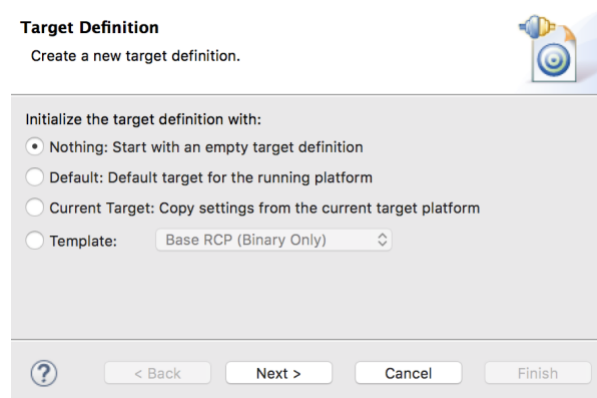 Target Definition
Create a new target definition.
Initialize the target definition with:
Nothing: Start with an empty target definition
Default: Default target for the running platform
Current Target: Copy settings from the current target platform
Template: Base RCP (Binary Only)
? < Back Next > Cancel Finish